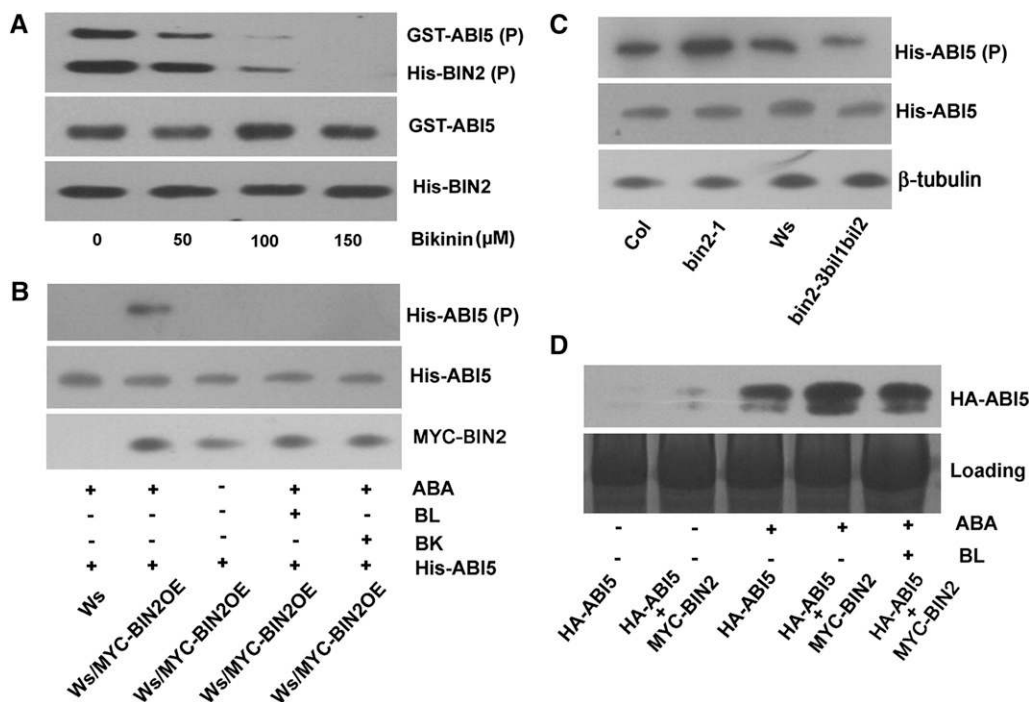 A
GST-ABI5 (P)
His-BIN2 (P)
GST-ABI5
His-BIN2
0 50 100 150 Bikinin (µM)
B
His-ABI5 (P)
His-ABI5
MYC-BIN2
+ + - + + ABA
- - - + - BL
- - - - + BK
+ + + + + His-ABI5
Ws
Ws/MYC-BIN2OE
Ws/MYC-BIN2OE
Ws/MYC-BIN2OE
Ws/MYC-BIN2OE
C
His-ABI5 (P)
His-ABI5
β-tubulin
Col
bin2-1
Ws
bin2-3bil1bil2
D
HA-ABI5
Loading
- - + + + ABA
- - - - + BL
HA-ABI5
HA-ABI5
+
MYC-BIN2
HA-ABI5
HA-ABI5
+
MYC-BIN2
HA-ABI5
+
MYC-BIN2